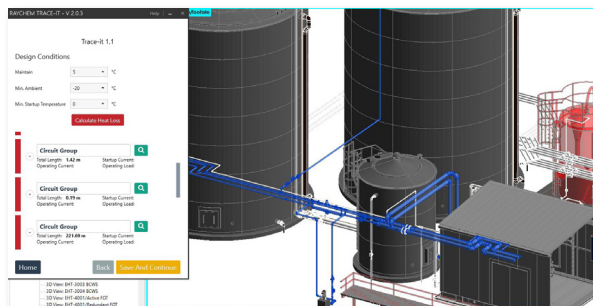 RAYCHEM TRACE-IT - V 2.0.3
Help
Trace-it 1.1
Design Conditions
Maintain 5 °C
Min. Ambient -20 °C
Min. Startup Temperature 0 °C
Calculate Heat Loss
Circuit Group
Total Length: 1.42 m Startup Current:
Operating Current: Operating Load:
Circuit Group
Total Length: 0.19 m Startup Current:
Operating Current: Operating Load:
Circuit Group
Total Length: 221.60 m Startup Current:
Operating Current: Operating Load:
Home Back Save And Continue
3D View: EHT-2003 BCWS
3D View: EHT-2004 BCWS
3D View: EHT-4001/Active FOT
3D View: EHT-4001/Redundant FOT